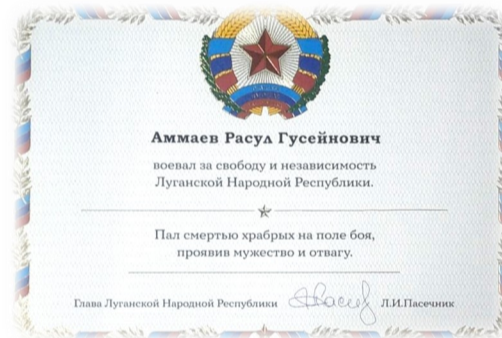 Аммаев Расул Гусейнович
воевал за свободу и независимость
Луганской Народной Республики.
Пал смертью храбрых на поле боя,
проявив мужество и отвагу.
Глава Луганской Народной Республики Л.И.Пасечник